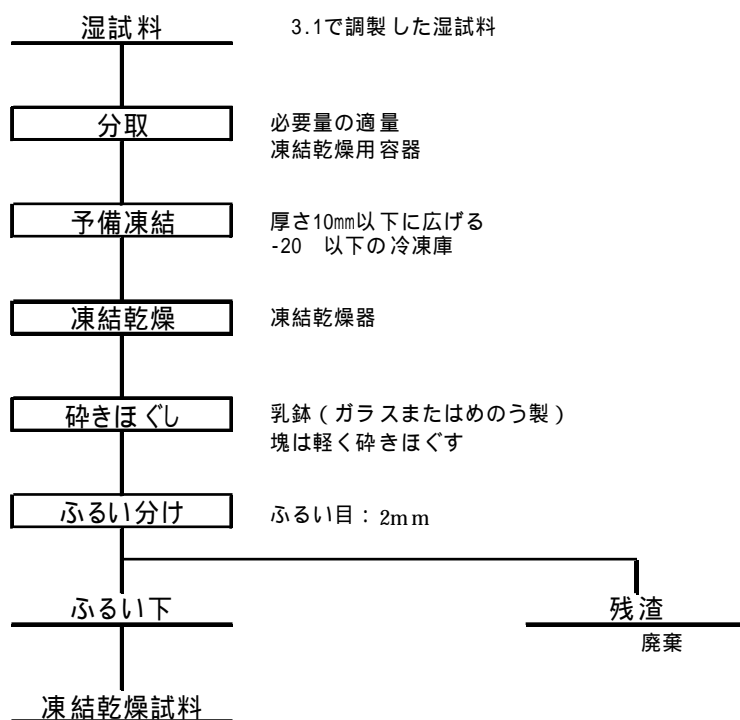 湿試料
3.1で調製した湿試料
分取
必要量の適量
凍結乾燥用容器
予備凍結
厚さ10㎜以下に広げる
-20 以下の冷凍庫
凍結乾燥
凍結乾燥器
砕きほぐし
乳鉢(ガラスまたはめのう製)
塊は軽く砕きほぐす
ふるい分け
ふるい目:2mm
ふるい下
残渣
廃棄
凍結乾燥試料